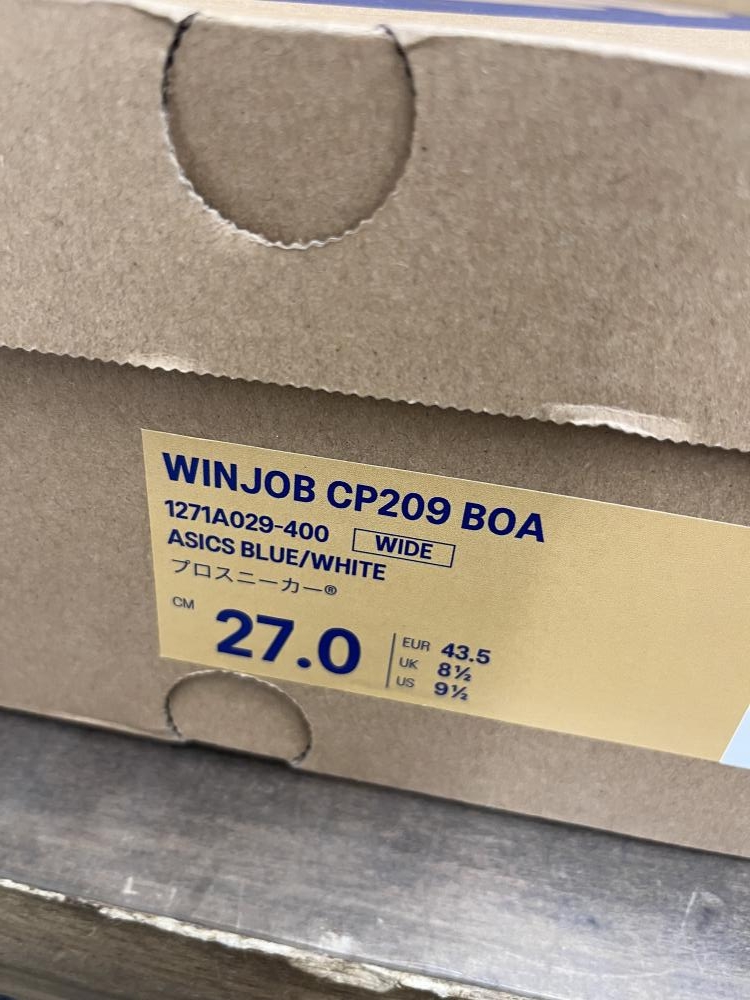 WINJOB CP209 BOA
1271A029-400 WIDE
ASICS BLUE/WHITE
プロスニーカー®
CM 27.0
EUR 43.5
UK 8½
US 9½